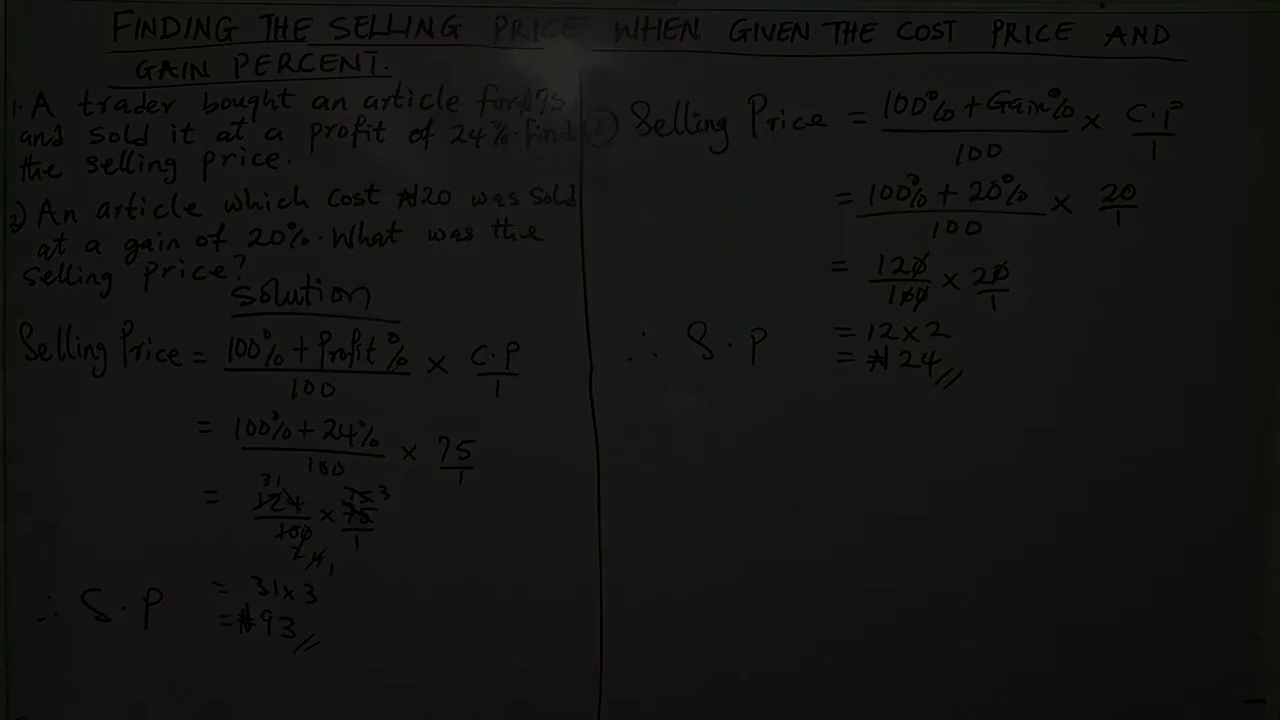 FINDING THE SELLING PRICE WHEN GIVEN THE COST PRICE AND
GAIN PERCENT.
1. A trader bought an article for ₦75
and sold it at a profit of 24%. Find
the selling price.
2) An article which cost ₦20 was sold
at a gain of 20%. What was the
selling price?
Solution
Selling Price = 100% + Profit % / 100 × C.P / 1
= 100% + 24% / 100 × 75 / 1
31 3
= 124 / 100 × 75 / 1
1
= 31 × 3
∴ S.P
= ₦93
2) Selling Price = 100% + Gain% / 100 × C.P / 1
= 100% + 20% / 100 × 20 / 1
= 120 / 100 × 20 / 1
∴ S.P = 12 × 2
= ₦24